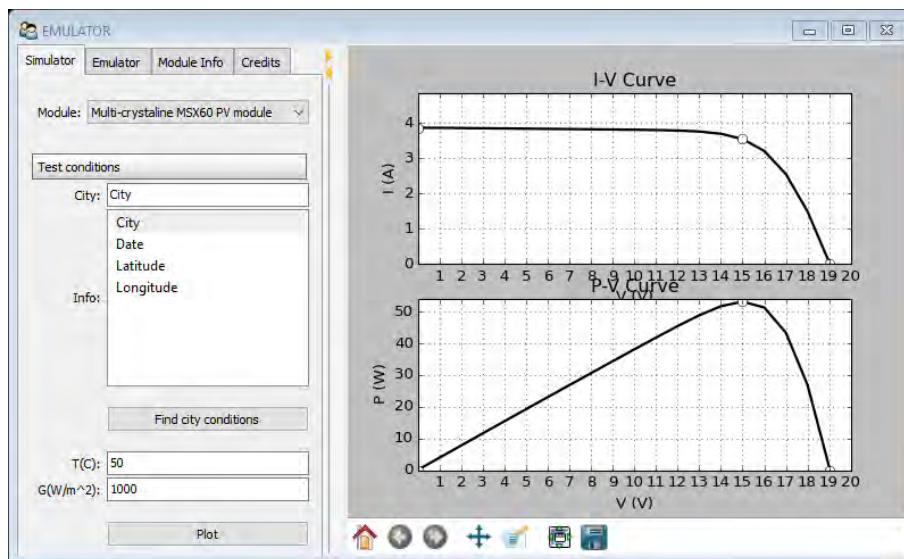 EMULATOR
Simulator Emulator Module Info Credits
Module: Multi-crystaline MSX60 PV module
Test conditions
City: City
City
Date
Latitude
Longitude
Info:
Find city conditions
T(C): 50
G(W/m^2): 1000
Plot
I-V Curve
4
3
2
1
0
I (A)
1 2 3 4 5 6 7 8 9 10 11 12 13 14 15 16 17 18 19 20
V (V)
P-V Curve
50
40
30
20
10
0
P (W)
1 2 3 4 5 6 7 8 9 10 11 12 13 14 15 16 17 18 19 20
V (V)